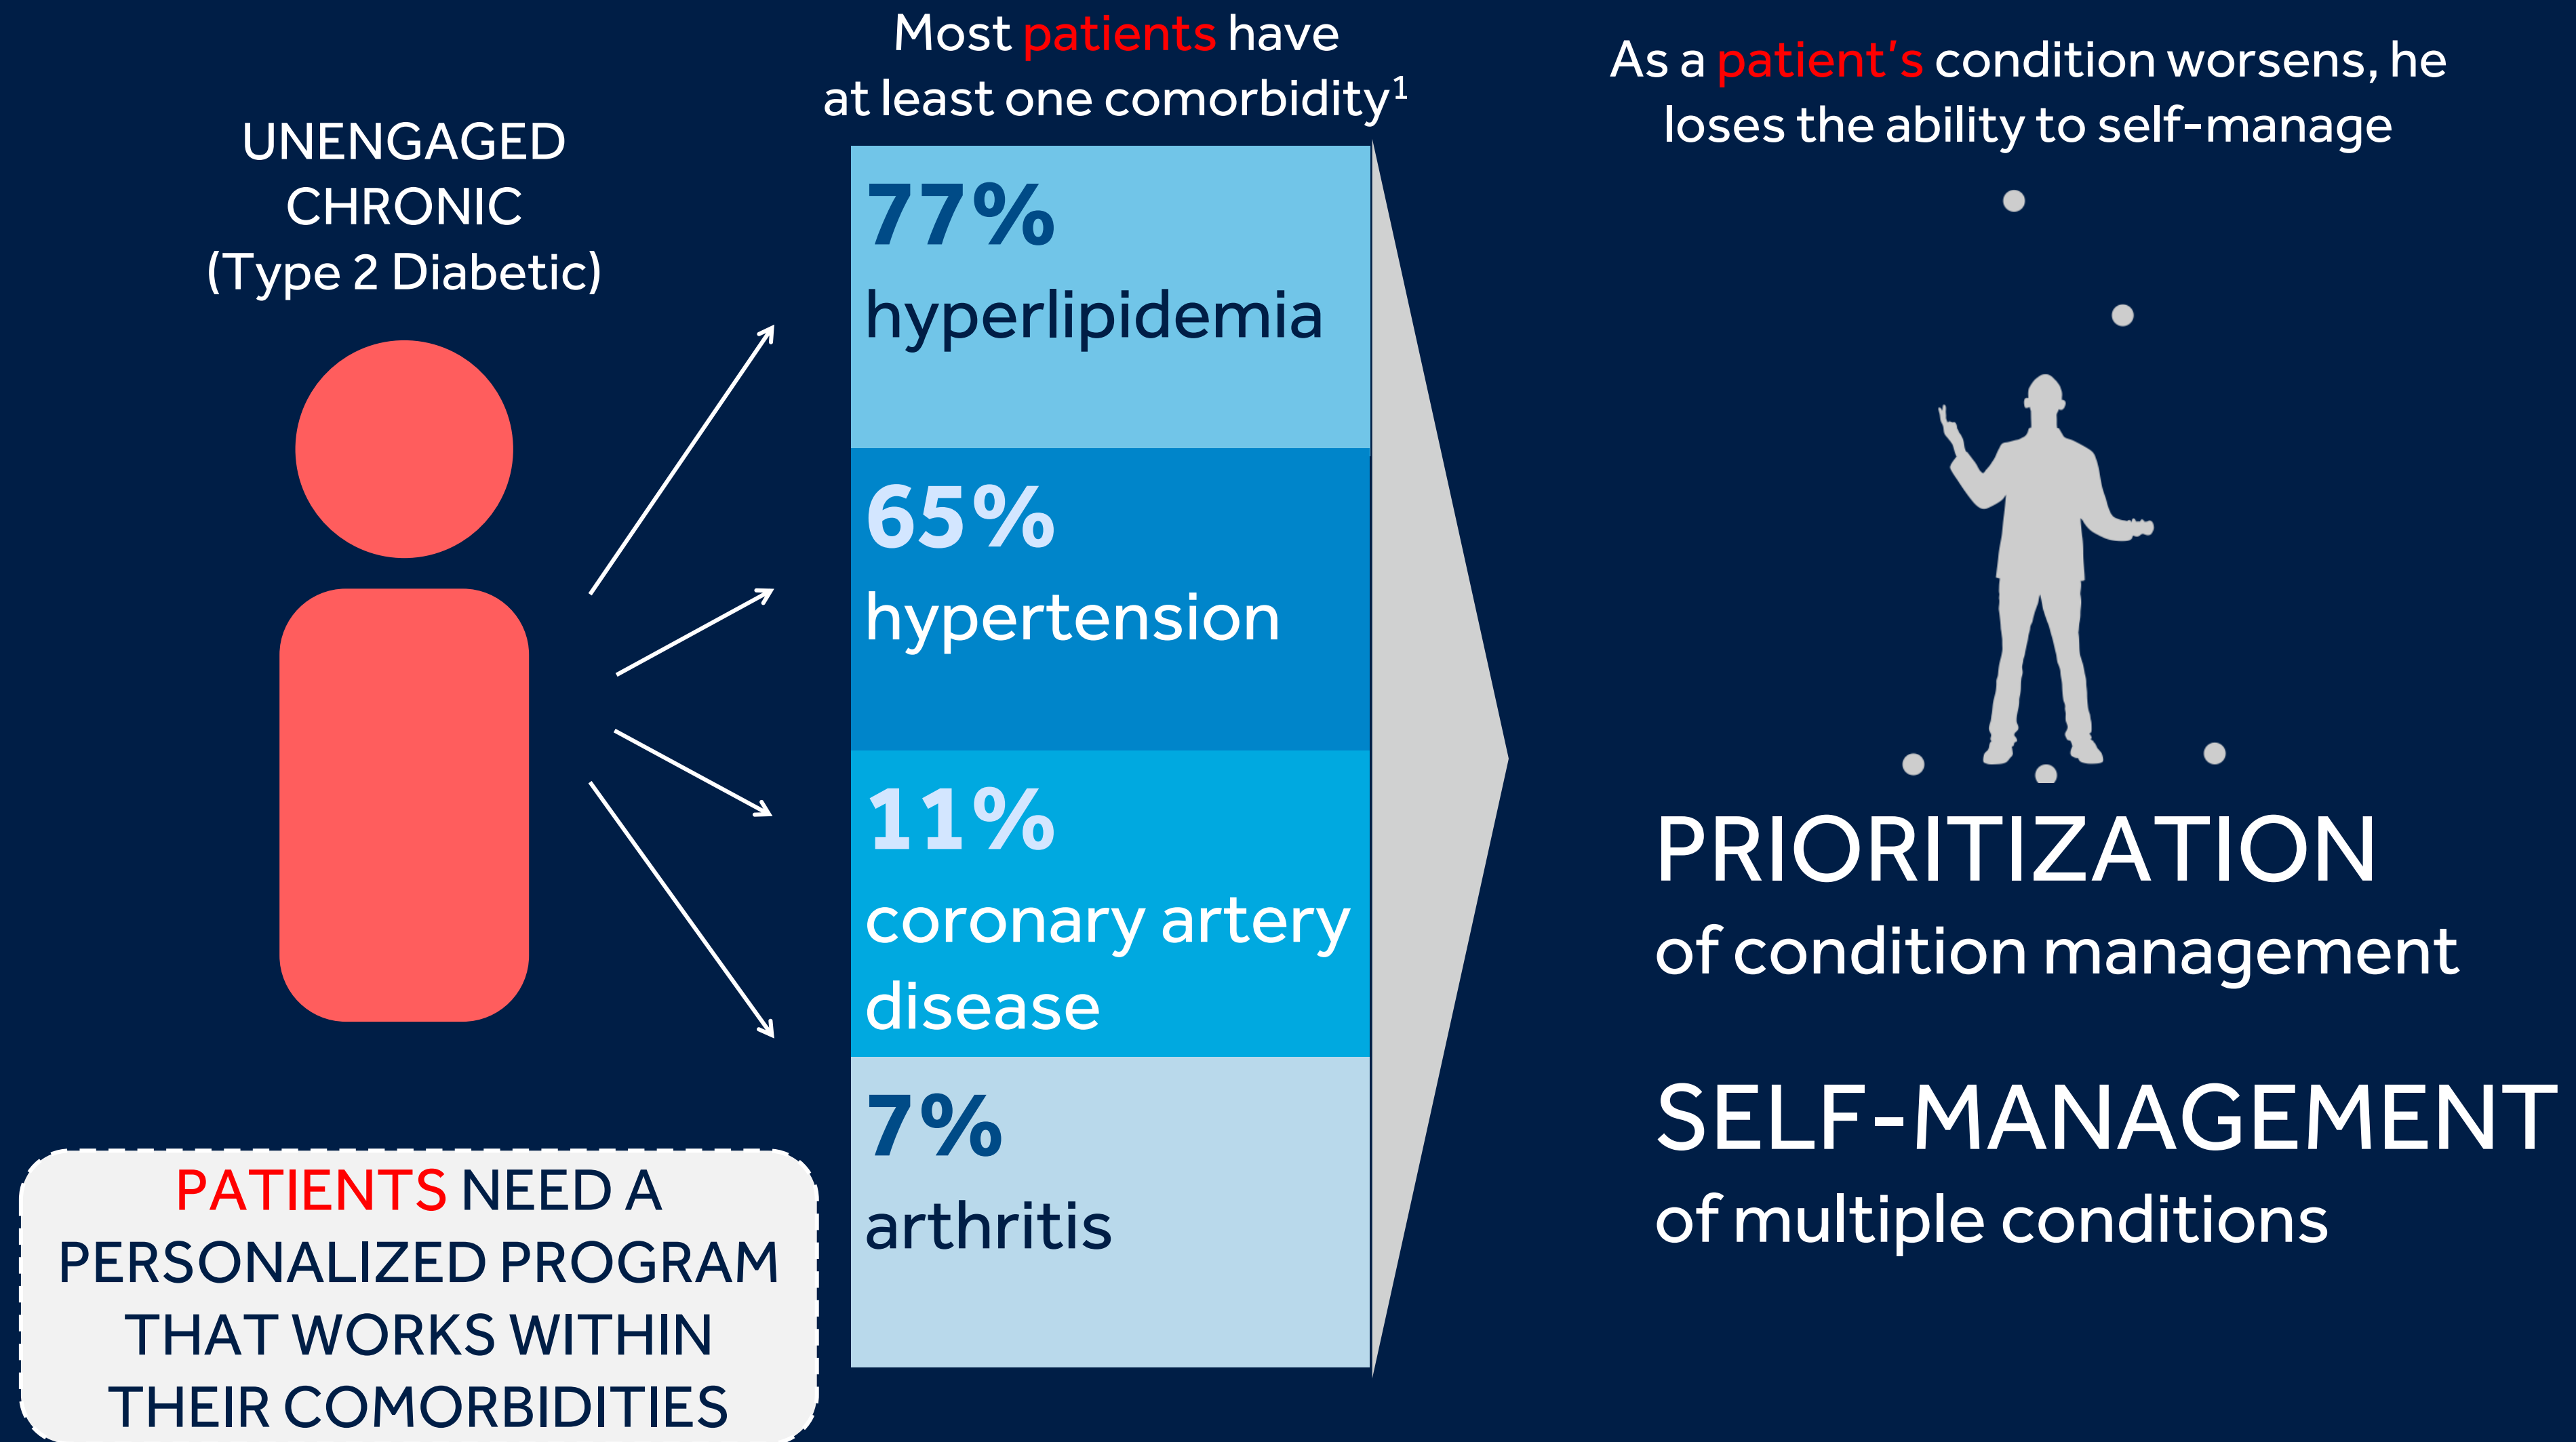 UNENGAGED
CHRONIC
(Type 2 Diabetic)
PATIENTS NEED A
PERSONALIZED PROGRAM
THAT WORKS WITHIN
THEIR COMORBIDITIES
Most patients have
at least one comorbidity¹
77%
hyperlipidemia
65%
hypertension
11%
coronary artery
disease
7%
arthritis
As a patient’s condition worsens, he
loses the ability to self-manage
PRIORITIZATION
of condition management
SELF-MANAGEMENT
of multiple conditions